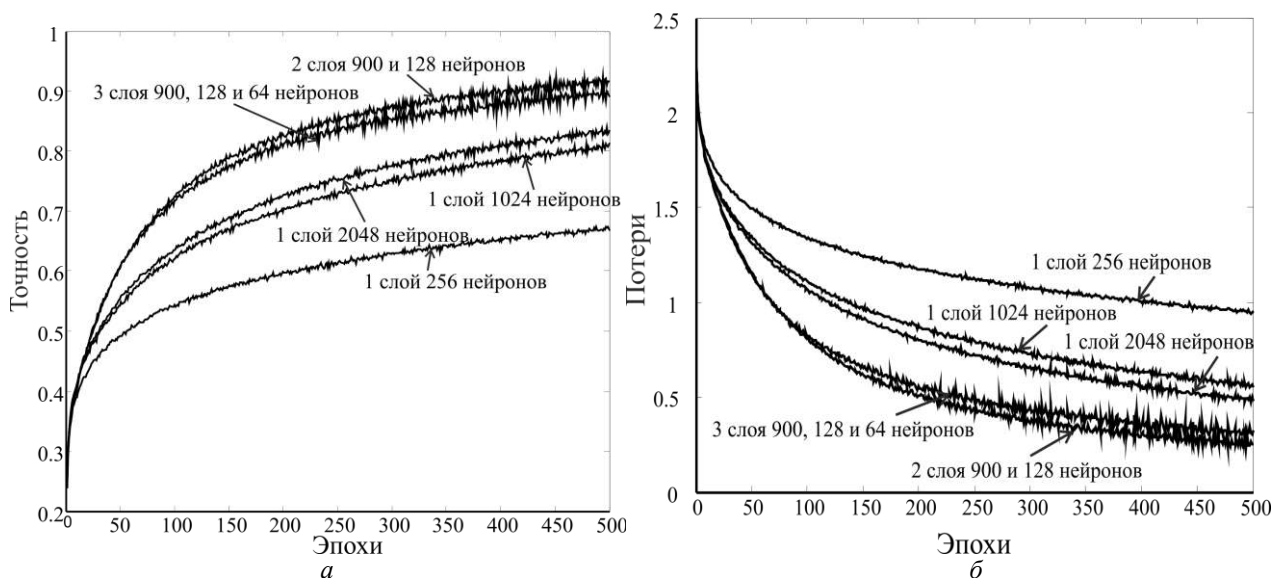 1
0.9
0.8
0.7
0.6
0.5
0.4
0.3
0.2
Точность
2 слоя 900 и 128 нейронов
3 слоя 900, 128 и 64 нейронов
1 слой 1024 нейронов
1 слой 2048 нейронов
1 слой 256 нейронов
0 50 100 150 200 250 300 350 400 450 500
Эпохи
а
2.5
2
1.5
1
0.5
0
Потери
1 слой 256 нейронов
1 слой 1024 нейронов
1 слой 2048 нейронов
3 слоя 900, 128 и 64 нейронов
2 слоя 900 и 128 нейронов
0 50 100 150 200 250 300 350 400 450 500
Эпохи
б